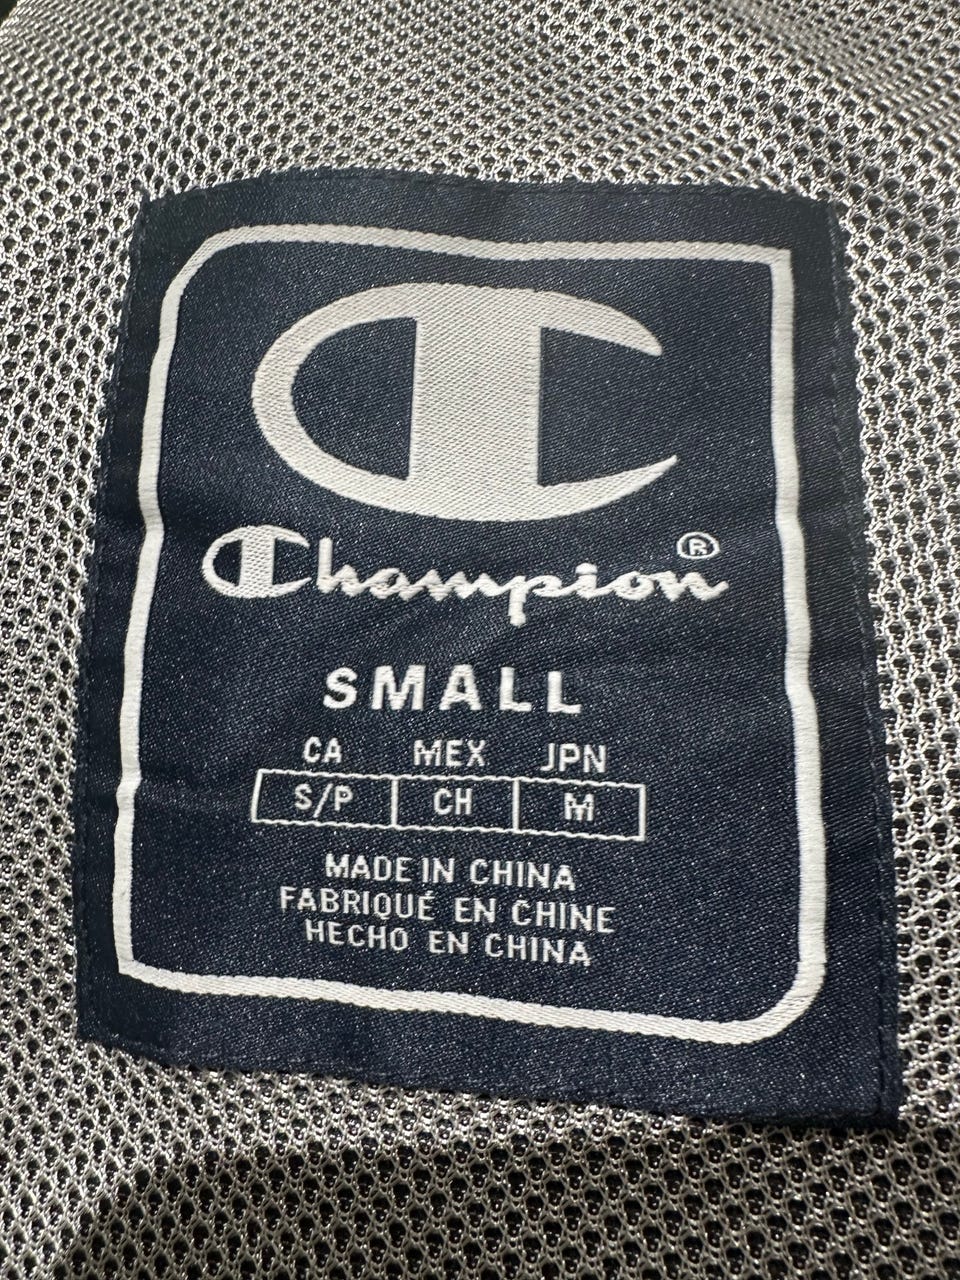 Champion®
SMALL
CA MEX JPN
S/P CH M
MADE IN CHINA
FABRIQUÉ EN CHINE
HECHO EN CHINA